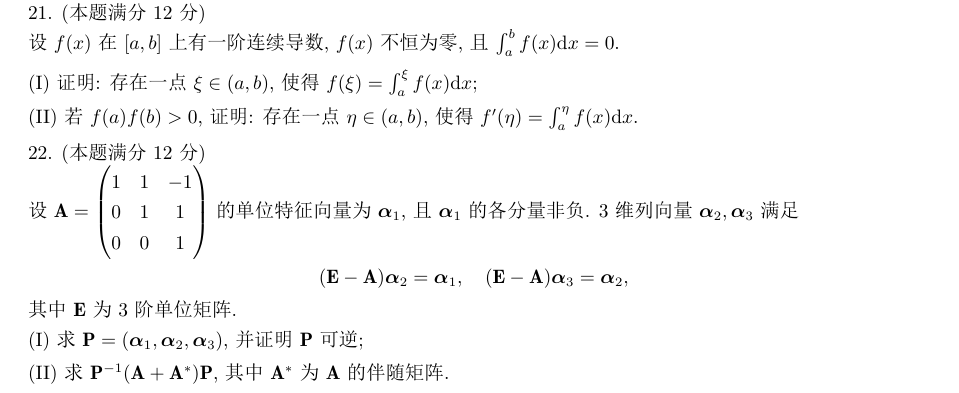 21. (本题满分 12 分)
设 f(x) 在 [a, b] 上有一阶连续导数, f(x) 不恒为零, 且 ∫_a^b f(x)dx = 0.
(I) 证明: 存在一点 ξ ∈ (a, b), 使得 f(ξ) = ∫_a^ξ f(x)dx;
(II) 若 f(a)f(b) > 0, 证明: 存在一点 η ∈ (a, b), 使得 f′(η) = ∫_a^η f(x)dx.
22. (本题满分 12 分)
设 A = \begin{pmatrix} 1 & 1 & -1 \\ 0 & 1 & 1 \\ 0 & 0 & 1 \end{pmatrix} 的单位特征向量为 α₁, 且 α₁ 的各分量非负. 3 维列向量 α₂, α₃ 满足
(E − A)α₂ = α₁, (E − A)α₃ = α₂,
其中 E 为 3 阶单位矩阵.
(I) 求 P = (α₁, α₂, α₃), 并证明 P 可逆;
(II) 求 P⁻¹(A + A*)P, 其中 A* 为 A 的伴随矩阵.